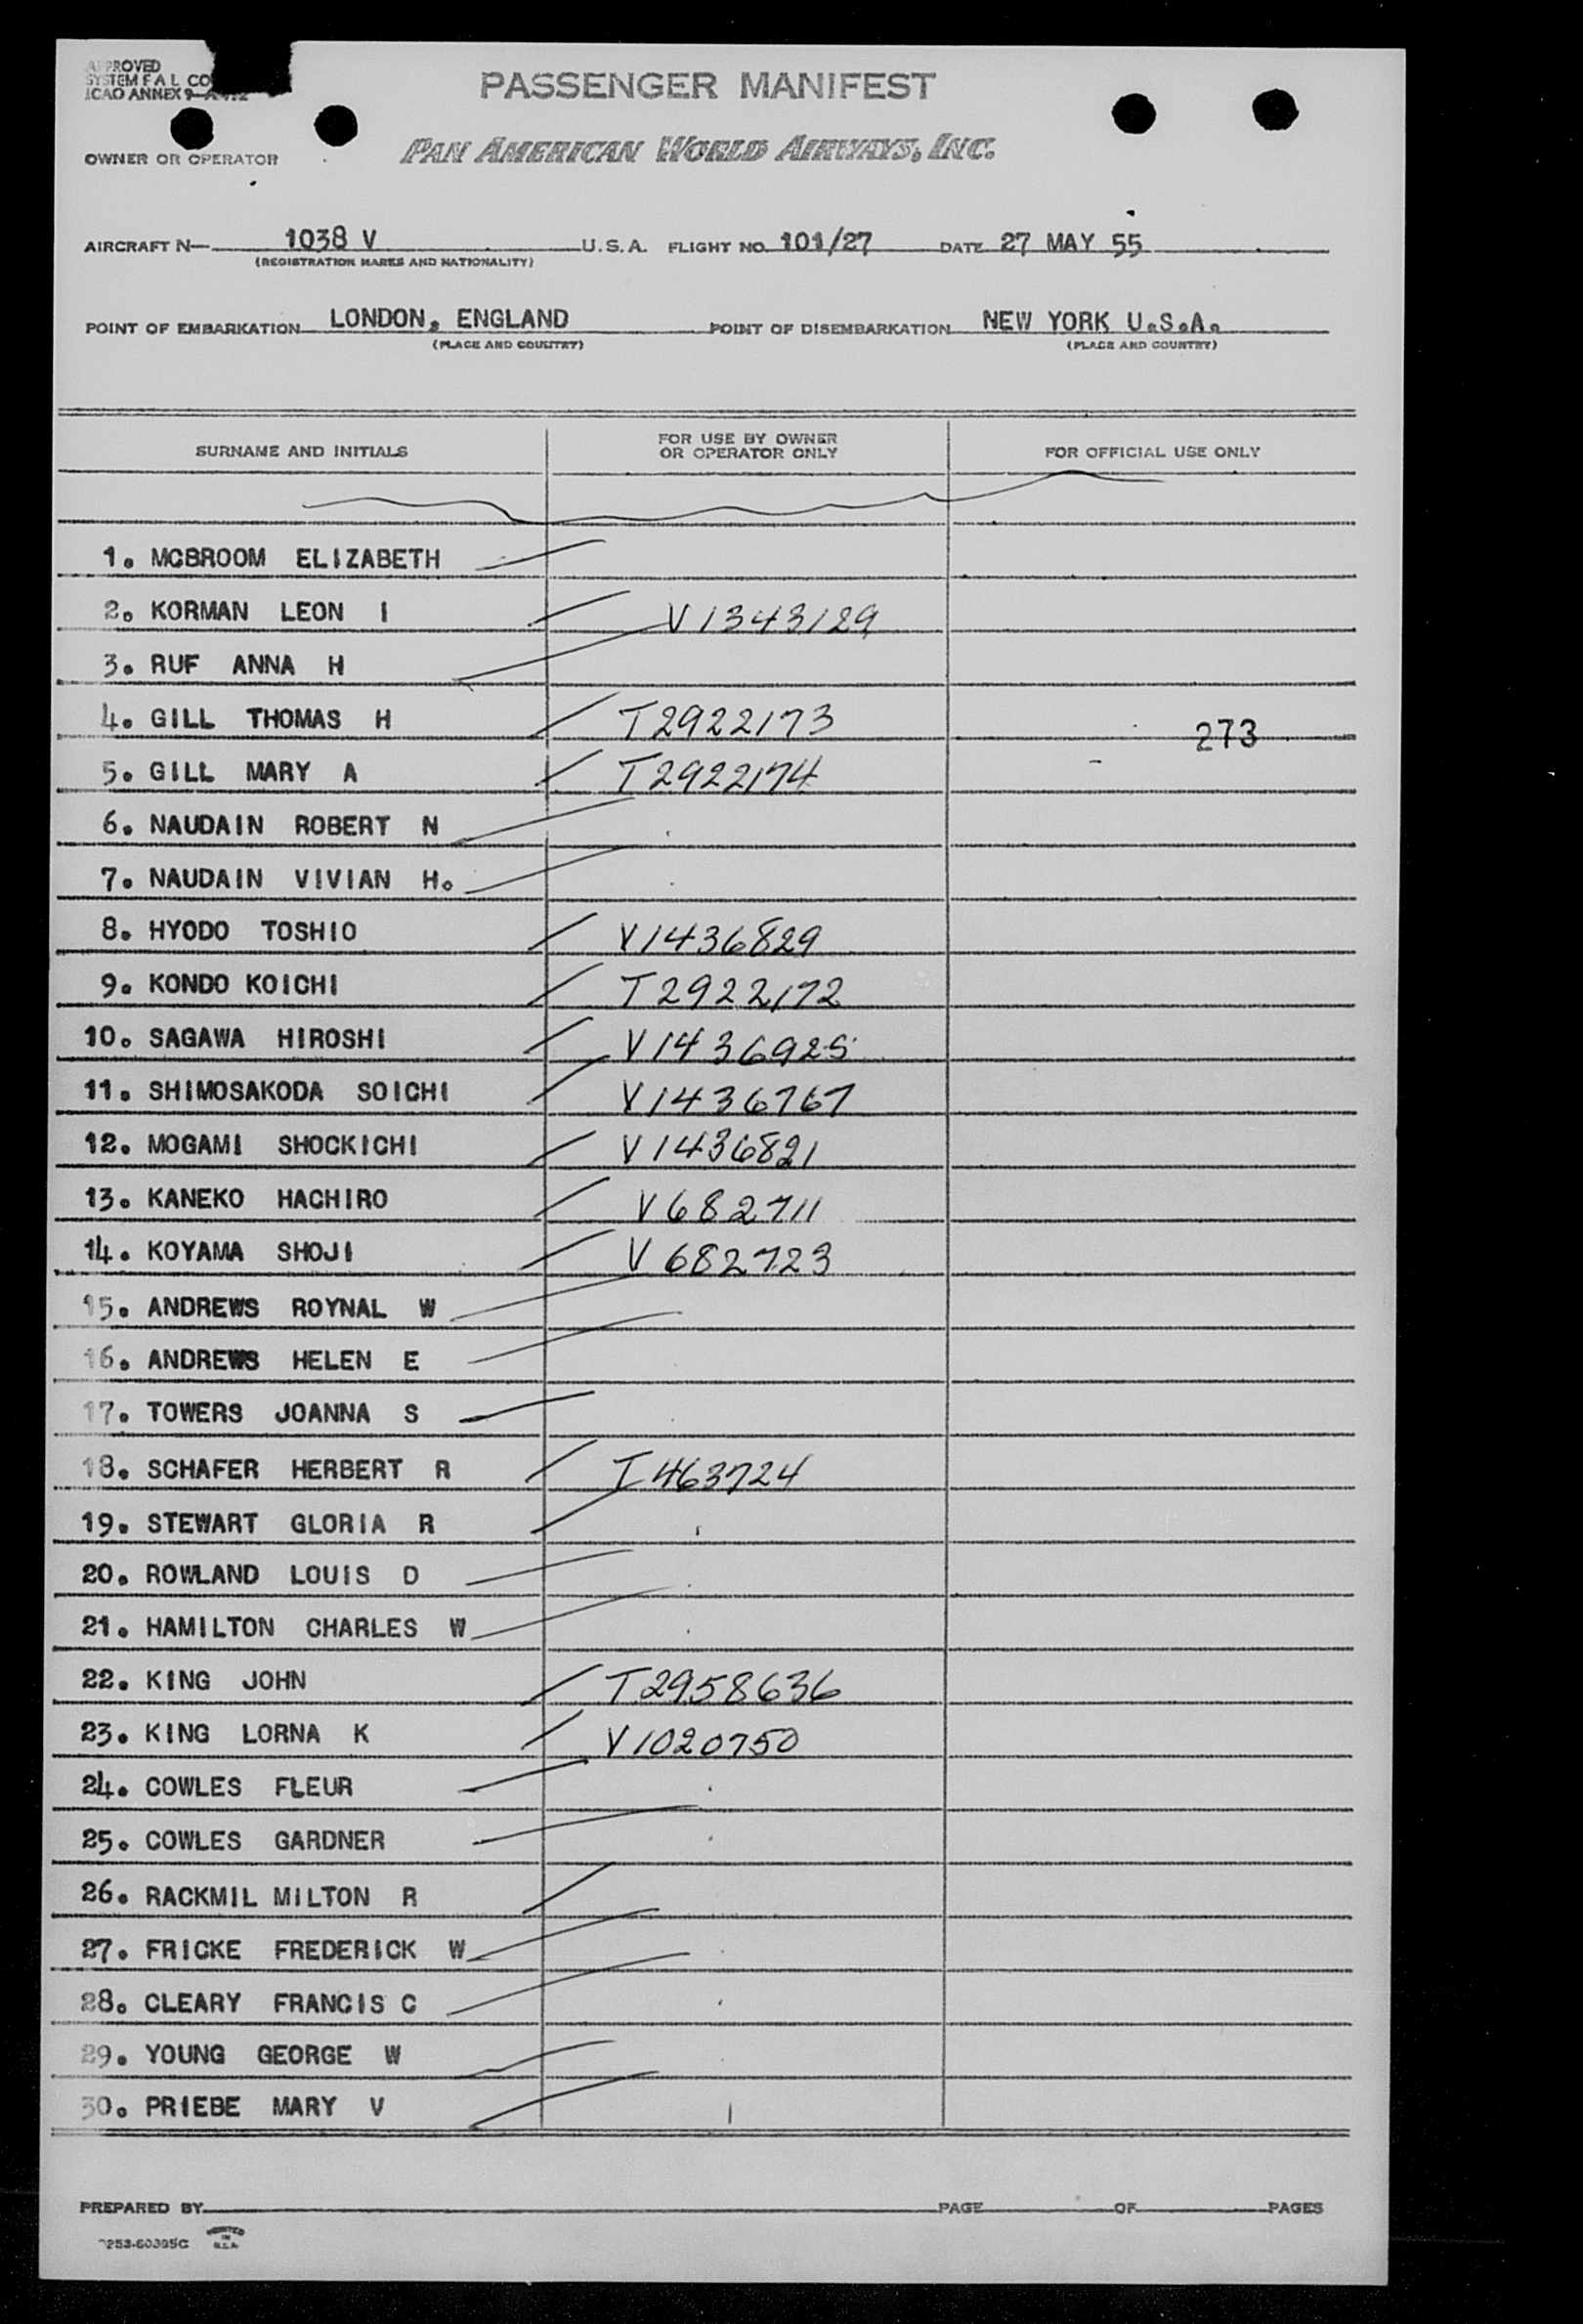 APPROVED
SYSTEM F A L CO
ICAO ANNEX 9
PASSENGER MANIFEST
OWNER OR OPERATOR PAN AMERICAN WORLD AIRWAYS, INC.
AIRCRAFT N— 1038 V U.S.A. FLIGHT NO. 101/27 DATE 27 MAY 55
(REGISTRATION MARKS AND NATIONALITY)
POINT OF EMBARKATION LONDON, ENGLAND POINT OF DISEMBARKATION NEW YORK U.S.A.
(PLACE AND COUNTRY) (PLACE AND COUNTRY)
SURNAME AND INITIALS FOR USE BY OWNER OR OPERATOR ONLY FOR OFFICIAL USE ONLY
1. MCBROOM ELIZABETH
2. KORMAN LEON I V1343129
3. RUF ANNA H
4. GILL THOMAS H T2922173 273
5. GILL MARY A T2922174
6. NAUDAIN ROBERT N
7. NAUDAIN VIVIAN H.
8. HYODO TOSHIO V1436829
9. KONDO KOICHI T2922172
10. SAGAWA HIROSHI V1436925
11. SHIMOSAKODA SOICHI V1436767
12. MOGAMI SHOCKICHI V1436821
13. KANEKO HACHIRO V682711
14. KOYAMA SHOJI V682723
15. ANDREWS ROYNAL W
16. ANDREWS HELEN E
17. TOWERS JOANNA S
18. SCHAFER HERBERT R I463724
19. STEWART GLORIA R
20. ROWLAND LOUIS D
21. HAMILTON CHARLES W
22. KING JOHN T2958636
23. KING LORNA K V1020750
24. COWLES FLEUR
25. COWLES GARDNER
26. RACKMIL MILTON R
27. FRICKE FREDERICK W
28. CLEARY FRANCIS C
29. YOUNG GEORGE W
30. PRIEBE MARY V
PREPARED BY PAGE OF PAGES
PRINTED IN U.S.A.